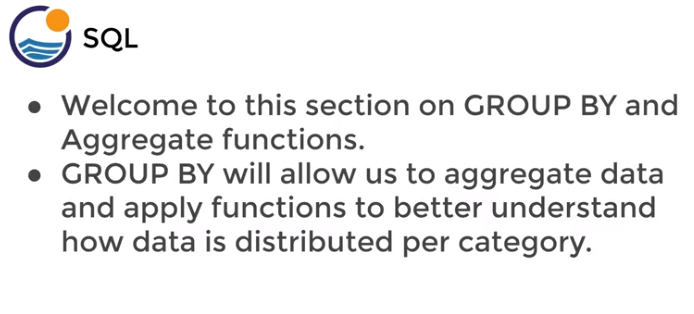 SQL
● Welcome to this section on GROUP BY and
Aggregate functions.
● GROUP BY will allow us to aggregate data
and apply functions to better understand
how data is distributed per category.